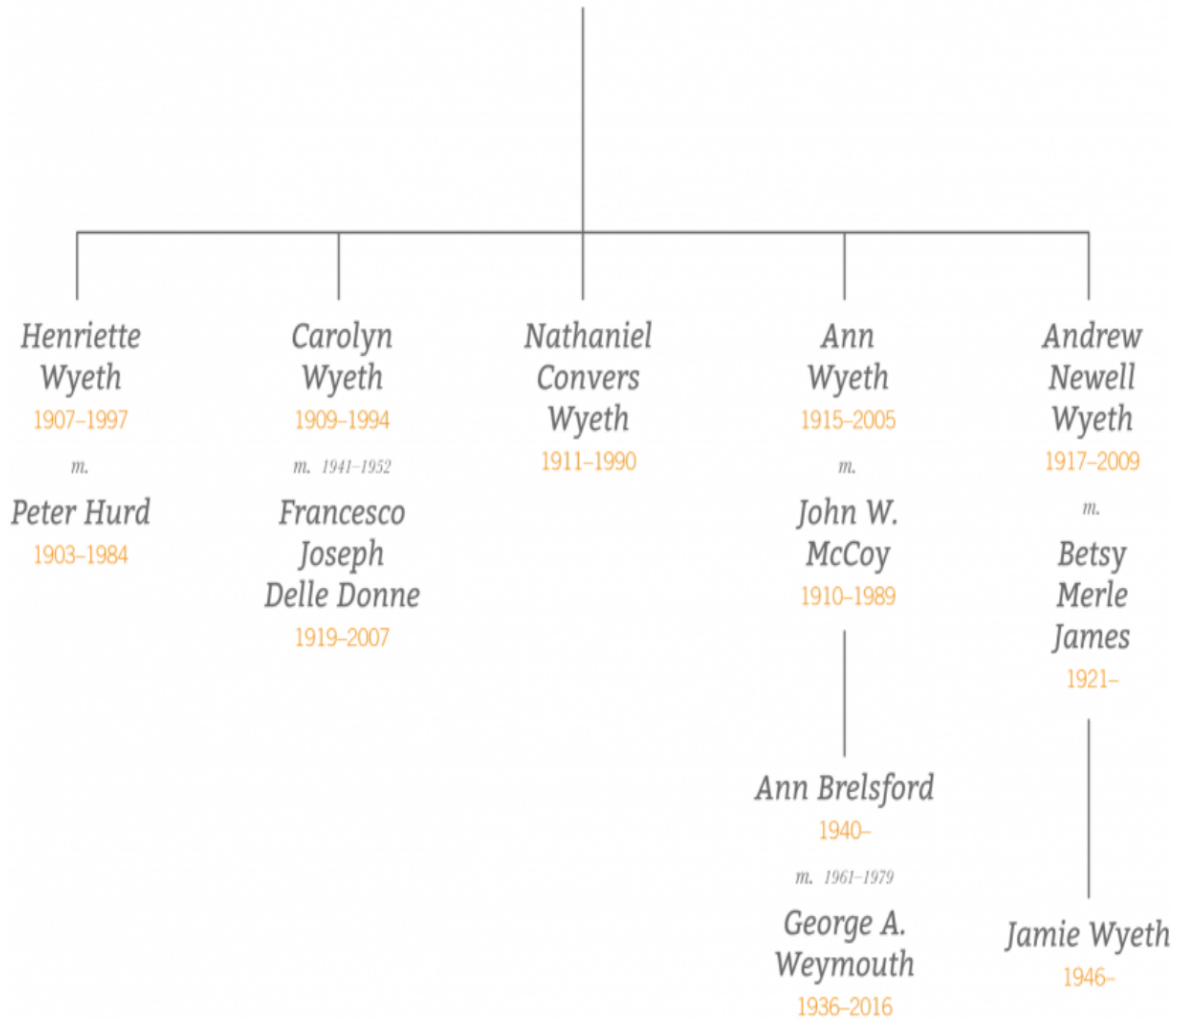 Henriette
Wyeth
1907–1997
m.
Peter Hurd
1903–1984
Carolyn
Wyeth
1909–1994
m. 1941–1952
Francesco
Joseph
Delle Donne
1919–2007
Nathaniel
Convers
Wyeth
1911–1990
Ann
Wyeth
1915–2005
m.
John W.
McCoy
1910–1989
Ann Brelsford
1940–
m. 1961–1979
George A.
Weymouth
1936–2016
Andrew
Newell
Wyeth
1917–2009
m.
Betsy
Merle
James
1921–
Jamie Wyeth
1946–